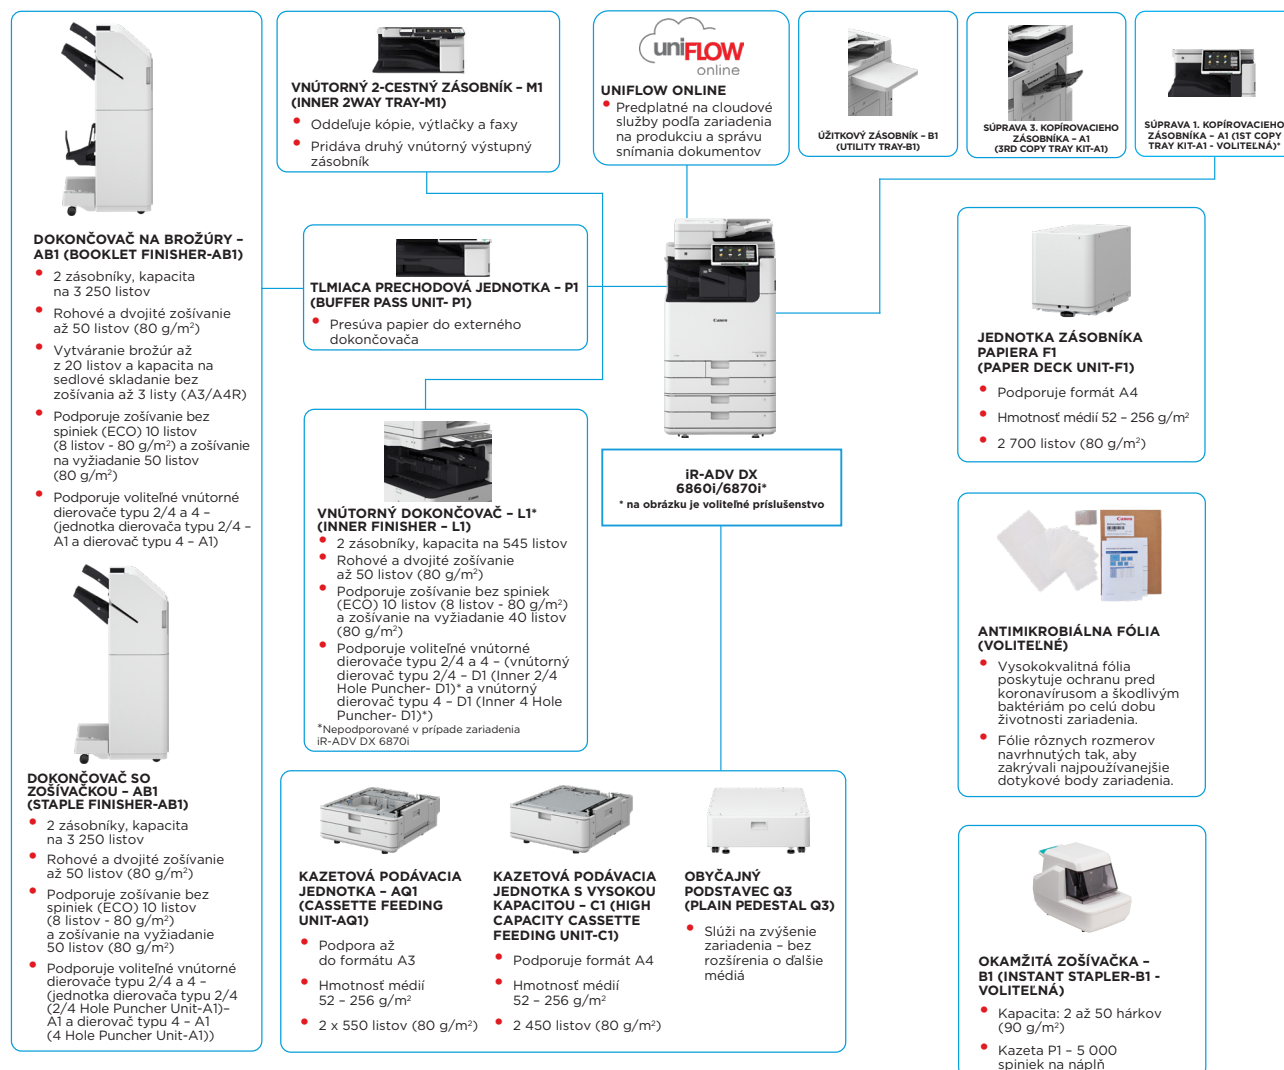 DOKONČOVAČ NA BROŽÚRY –
AB1 (BOOKLET FINISHER-AB1)
• 2 zásobníky, kapacita
na 3 250 listov
• Rohové a dvojité zošívanie
až 50 listov (80 g/m²)
• Vytváranie brožúr až
z 20 listov a kapacita na
sedlové skladanie bez
zošívania až 3 listy (A3/A4R)
• Podporuje zošívanie bez
spiniek (ECO) 10 listov
(8 listov - 80 g/m²) a zošívanie
na vyžiadanie 50 listov
(80 g/m²)
• Podporuje voliteľné vnútorné
dierovače typu 2/4 a 4 –
(jednotka dierovača typu 2/4 –
A1 a dierovač typu 4 – A1)
DOKONČOVAČ SO
ZOŠÍVAČKOU – AB1
(STAPLE FINISHER-AB1)
• 2 zásobníky, kapacita
na 3 250 listov
• Rohové a dvojité zošívanie
až 50 listov (80 g/m²)
• Podporuje zošívanie bez
spiniek (ECO) 10 listov
(8 listov - 80 g/m²)
a zošívanie na vyžiadanie
50 listov (80 g/m²)
• Podporuje voliteľné vnútorné
dierovače typu 2/4 a 4 –
(jednotka dierovača typu 2/4
(2/4 Hole Puncher Unit-A1)–
A1 a dierovač typu 4 – A1
(4 Hole Puncher Unit-A1))
VNÚTORNÝ 2-CESTNÝ ZÁSOBNÍK – M1
(INNER 2WAY TRAY-M1)
• Oddeľuje kópie, výtlačky a faxy
• Pridáva druhý vnútorný výstupný
zásobník
uniFLOW
online
UNIFLOW ONLINE
• Predplatné na cloudové
služby podľa zariadenia
na produkciu a správu
snímania dokumentov
ÚŽITKOVÝ ZÁSOBNÍK – B1
(UTILITY TRAY-B1)
SÚPRAVA 3. KOPÍROVACIEHO
ZÁSOBNÍKA – A1
(3RD COPY TRAY KIT-A1)
SÚPRAVA 1. KOPÍROVACIEHO
ZÁSOBNÍKA – A1 (1ST COPY
TRAY KIT-A1 - VOLITEĽNÁ)*
TLMIACA PRECHODOVÁ JEDNOTKA – P1
(BUFFER PASS UNIT- P1)
• Presúva papier do externého
dokončovača
Canon
iR-ADV DX
6860i/6870i*
* na obrázku je voliteľné príslušenstvo
VNÚTORNÝ DOKONČOVAČ – L1*
(INNER FINISHER – L1)
• 2 zásobníky, kapacita na 545 listov
• Rohové a dvojité zošívanie
až 50 listov (80 g/m²)
• Podporuje zošívanie bez spiniek
(ECO) 10 listov (8 listov - 80 g/m²)
a zošívanie na vyžiadanie 40 listov
(80 g/m²)
• Podporuje voliteľné vnútorné
dierovače typu 2/4 a 4 – (vnútorný
dierovač typu 2/4 – D1 (Inner 2/4
Hole Puncher- D1)* a vnútorný
dierovač typu 4 – D1 (Inner 4 Hole
Puncher- D1)*)
*Nepodporované v prípade zariadenia
iR-ADV DX 6870i
JEDNOTKA ZÁSOBNÍKA
PAPIERA F1
(PAPER DECK UNIT-F1)
• Podporuje formát A4
• Hmotnosť médií 52 – 256 g/m²
• 2 700 listov (80 g/m²)
Canon
ANTIMIKROBIÁLNA FÓLIA
(VOLITEĽNÉ)
• Vysokokvalitná fólia
poskytuje ochranu pred
koronavírusom a škodlivým
baktériám po celú dobu
životnosti zariadenia.
• Fólie rôznych rozmerov
navrhnutých tak, aby
zakrývali najpoužívanejšie
dotykové body zariadenia.
KAZETOVÁ PODÁVACIA
JEDNOTKA – AQ1
(CASSETTE FEEDING
UNIT-AQ1)
• Podpora až
do formátu A3
• Hmotnosť médií
52 – 256 g/m²
• 2 x 550 listov (80 g/m²)
KAZETOVÁ PODÁVACIA
JEDNOTKA S VYSOKOU
KAPACITOU – C1 (HIGH
CAPACITY CASSETTE
FEEDING UNIT-C1)
• Podporuje formát A4
• Hmotnosť médií
52 – 256 g/m²
• 2 450 listov (80 g/m²)
OBYČAJNÝ
PODSTAVEC Q3
(PLAIN PEDESTAL Q3)
• Slúži na zvýšenie
zariadenia – bez
rozšírenia o ďalšie
médiá
OKAMŽITÁ ZOŠÍVAČKA –
B1 (INSTANT STAPLER-B1 -
VOLITEĽNÁ)
• Kapacita: 2 až 50 hárkov
(90 g/m²)
• Kazeta P1 – 5 000
spiniek na náplň